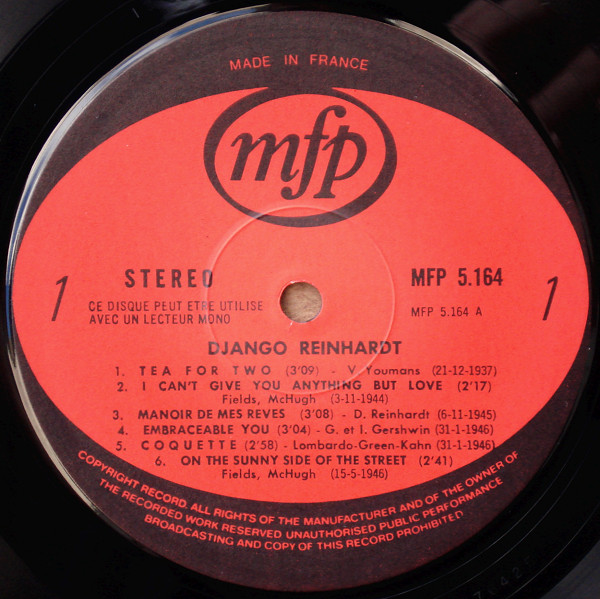 MADE IN FRANCE
mfp
1
STEREO
MFP 5.164
1
CE DISQUE PEUT ETRE UTILISE
AVEC UN LECTEUR MONO
MFP 5.164 A
DJANGO REINHARDT
1. TEA FOR TWO (3'09) - V. Youmans (21-12-1937)
2. I CAN'T GIVE YOU ANYTHING BUT LOVE (2'17)
Fields, McHugh (3-11-1944)
3. MANOIR DE MES REVES (3'08) - D. Reinhardt (6-11-1945)
4. EMBRACEABLE YOU (3'04) - G. et I. Gershwin (31-1-1946)
5. COQUETTE (2'58) - Lombardo-Green-Kahn (31-1-1946)
6. ON THE SUNNY SIDE OF THE STREET (2'41)
Fields, McHugh (15-5-1946)
COPYRIGHT RECORD. ALL RIGHTS OF THE MANUFACTURER AND OF THE OWNER OF
THE RECORDED WORK RESERVED UNAUTHORISED PUBLIC PERFORMANCE
BROADCASTING AND COPY OF THIS RECORD PROHIBITED